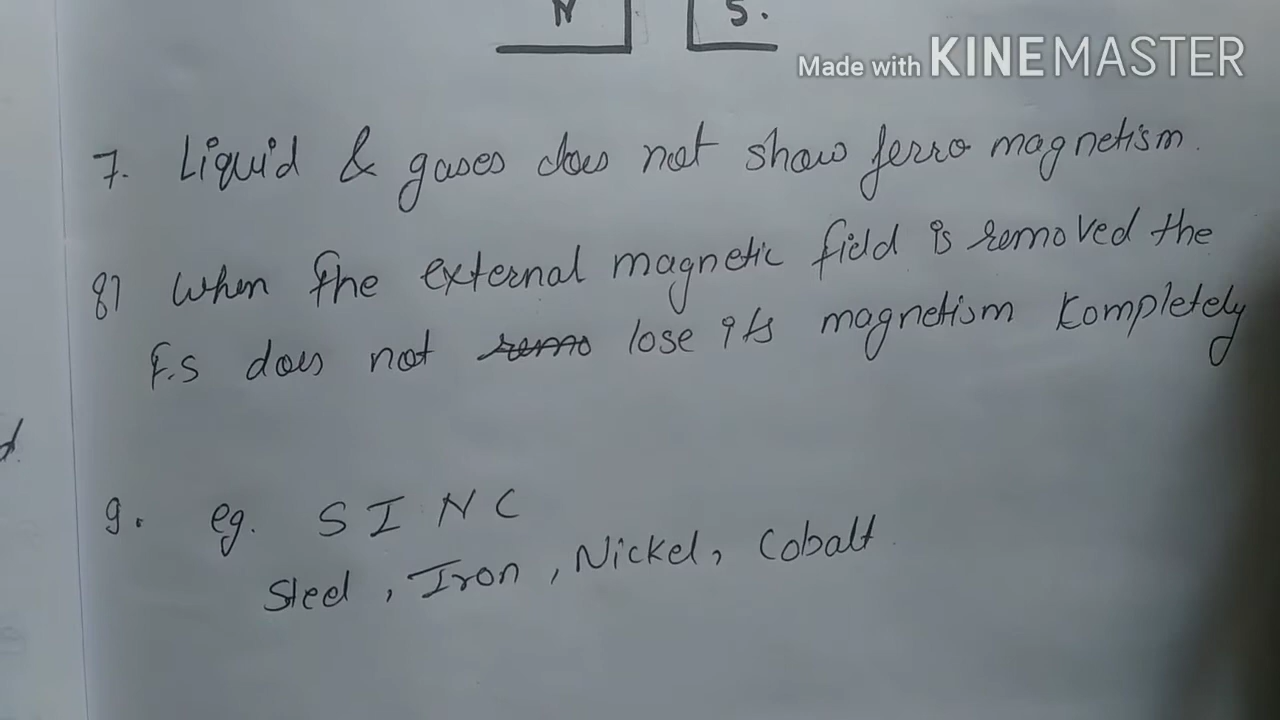 N S.
Made with KINEMASTER
7. Liquid & gases does not show ferro magnetism.
8) When the external magnetic field is removed the
F.S does not remo lose its magnetism Kompletely
9. eg. S I N C
Steel, Iron, Nickel, Cobalt